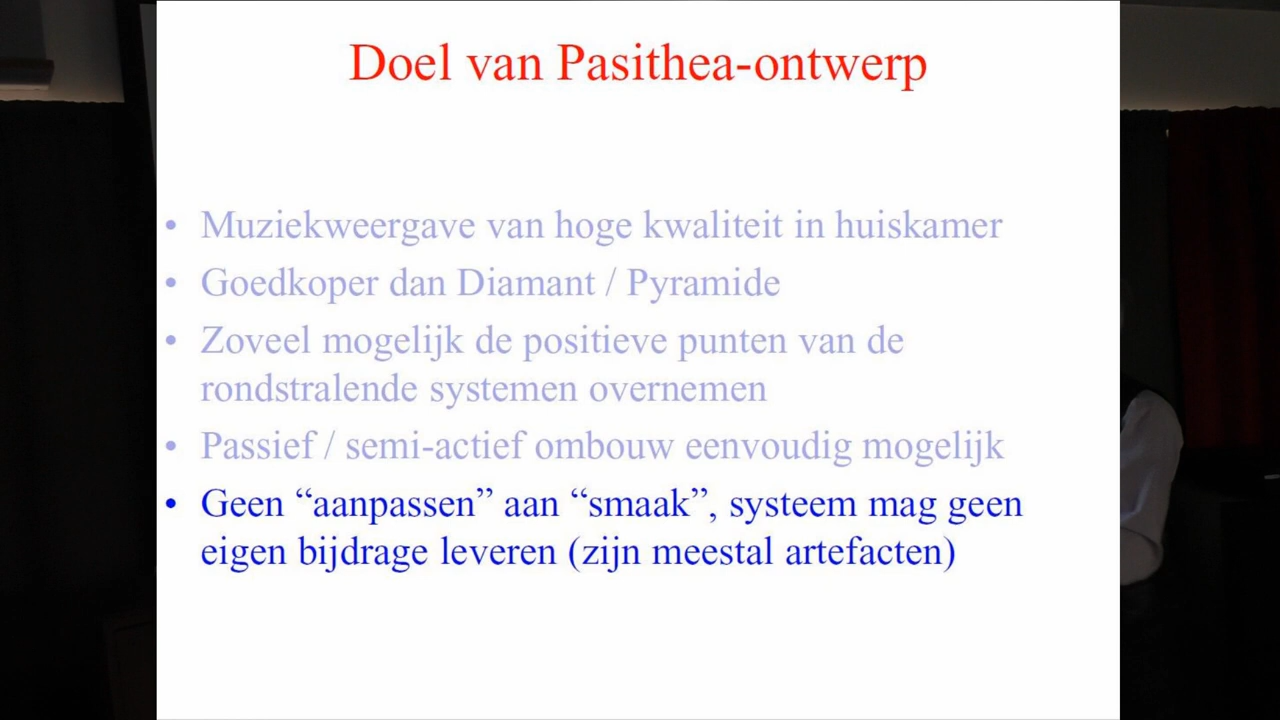 Doel van Pasithea-ontwerp
• Muziekweergave van hoge kwaliteit in huiskamer
• Goedkoper dan Diamant / Pyramide
• Zoveel mogelijk de positieve punten van de
rondstralende systemen overnemen
• Passief / semi-actief ombouw eenvoudig mogelijk
• Geen “aanpassen” aan “smaak”, systeem mag geen
eigen bijdrage leveren (zijn meestal artefacten)